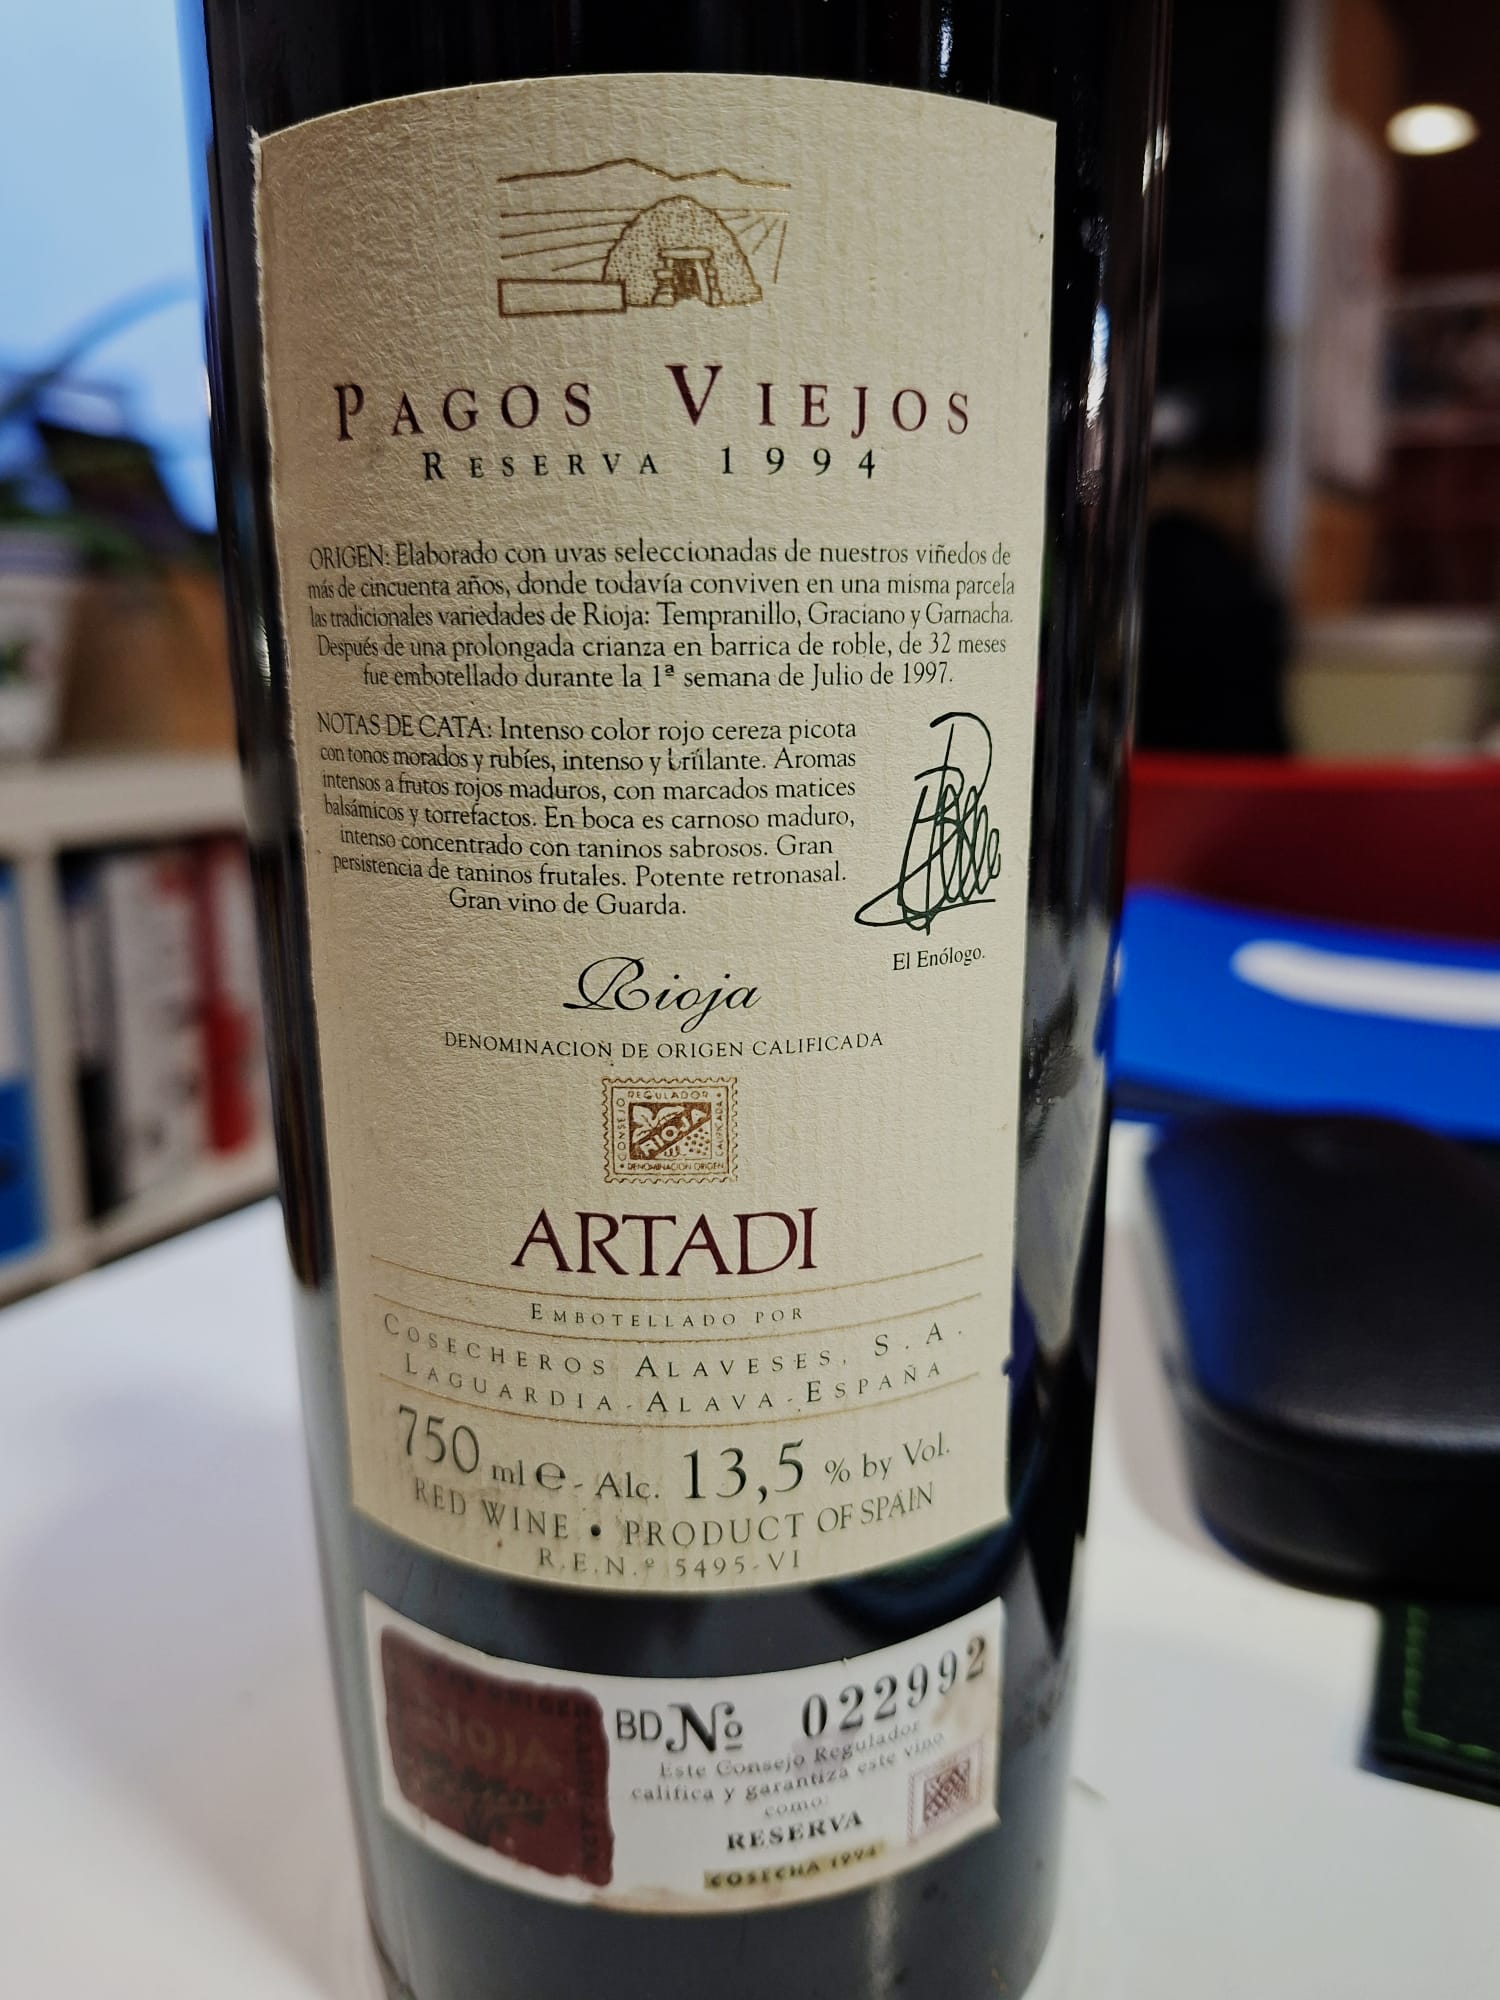 PAGOS VIEJOS
RESERVA 1994
ORIGEN: Elaborado con uvas seleccionadas de nuestros viñedos de
más de cincuenta años, donde todavía conviven en una misma parcela
las tradicionales variedades de Rioja: Tempranillo, Graciano y Garnacha.
Después de una prolongada crianza en barrica de roble, de 32 meses
fue embotellado durante la 1ª semana de Julio de 1997.
NOTAS DE CATA: Intenso color rojo cereza picota
con tonos morados y rubíes, intenso y brillante. Aromas
intensos a frutos rojos maduros, con marcados matices
balsámicos y torrefactos. En boca es carnoso maduro,
intenso concentrado con taninos sabrosos. Gran
persistencia de taninos frutales. Potente retronasal.
Gran vino de Guarda.
El Enólogo.
Rioja
DENOMINACION DE ORIGEN CALIFICADA
CONSEJO REGULADOR
RIOJA
DENOMINACION ORIGEN CALIFICADA
ARTADI
EMBOTELLADO POR
COSECHEROS ALAVESES, S.A.
LAGUARDIA-ALAVA-ESPAÑA
750 ml e - Alc. 13,5 % by Vol.
RED WINE • PRODUCT OF SPAIN
R.E.N.º 5495-VI
RIOJA
BD Nº 022992
Este Consejo Regulador
califica y garantiza este vino
como:
RESERVA
COSECHA 1994